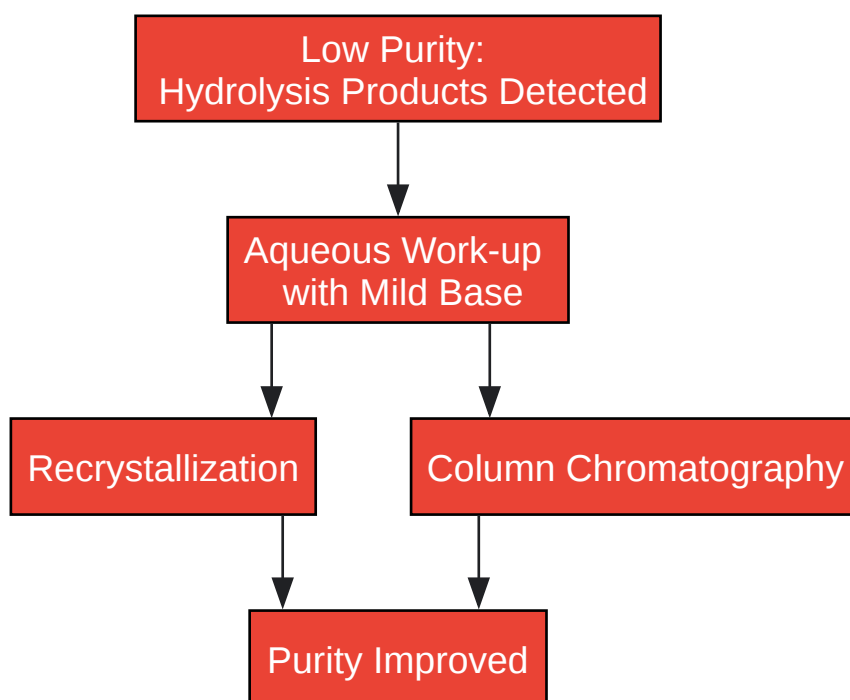 Low Purity:
Hydrolysis Products Detected
Aqueous Work-up
with Mild Base
Recrystallization
Column Chromatography
Purity Improved